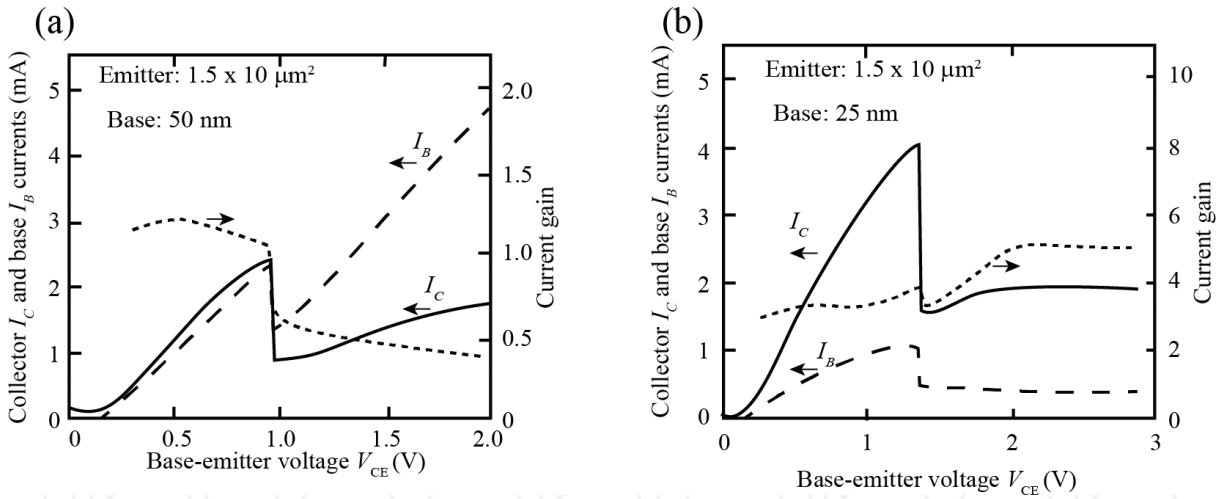 (a)
Collector I_C and base I_B currents (mA)
5
4
3
2
1
0
Emitter: 1.5 x 10 μm²
Base: 50 nm
I_B
I_C
2.0
1.5
1.0
0.5
0
Current gain
0 0.5 1.0 1.5 2.0
Base-emitter voltage V_CE (V)
(b)
Collector I_C and base I_B currents (mA)
5
4
3
2
1
0
Emitter: 1.5 x 10 μm²
Base: 25 nm
I_C
I_B
10
8
6
4
2
0
Current gain
0 1 2 3
Base-emitter voltage V_CE (V)